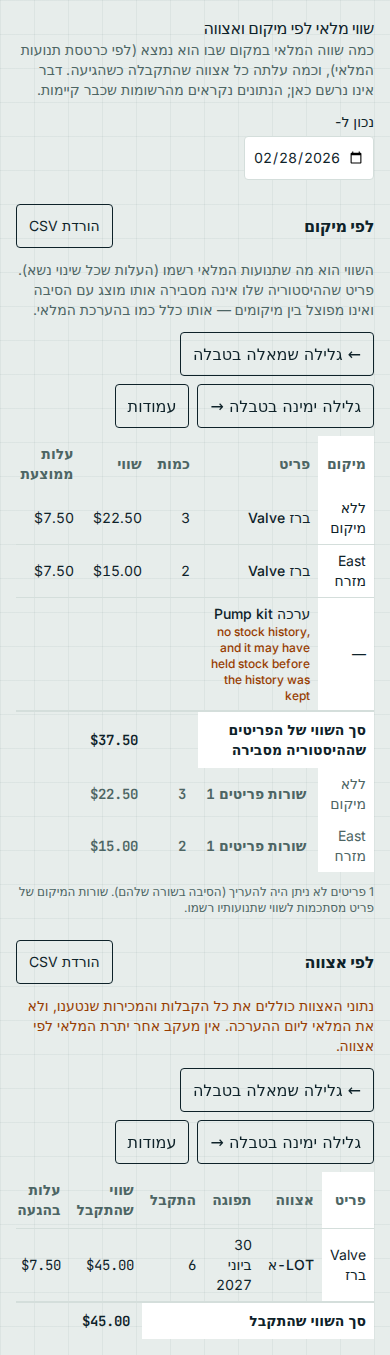 שווי מלאי לפי מיקום ואצווה
כמה שווה המלאי במקום שבו הוא נמצא (לפי כרטסת תנועות
המלאי), וכמה עלתה כל אצווה שהתקבלה כשהגיעה. דבר
אינו נרשם כאן; הנתונים נקראים מהרשומות שכבר קיימות.
נכון ל-
02/28/2026
לפי מיקום
הורדת CSV
השווי הוא מה שתנועות המלאי רשמו (העלות שכל שינוי נשא).
פריט שההיסטוריה שלו אינה מסבירה אותו מוצג עם הסיבה
ואינו מפוצל בין מיקומים — אותו כלל כמו בהערכת המלאי.
← גלילה שמאלה בטבלה
גלילה ימינה בטבלה →
עמודות
מיקום פריט כמות שווי עלות
ממוצעת
ללא
מיקום
ברז Valve 3 $22.50 $7.50
East
מזרח
ברז Valve 2 $15.00 $7.50
— ערכה Pump kit
no stock history,
and it may have
held stock before
the history was
kept
סך השווי של הפריטים
שההיסטוריה מסבירה
$37.50
ללא
מיקום
שורות פריטים 1 3 $22.50
East
מזרח
שורות פריטים 1 2 $15.00
1 פריטים לא ניתן היה להעריך (הסיבה בשורה שלהם). שורות המיקום של
פריט מסתכמות לשווי שתנועותיו רשמו.
לפי אצווה
הורדת CSV
נתוני האצוות כוללים את כל הקבלות והמכירות שנטענו, ולא
את המלאי ליום ההערכה. אין מעקב אחר יתרת המלאי לפי
אצווה.
← גלילה שמאלה בטבלה
גלילה ימינה בטבלה →
עמודות
פריט אצווה תפוגה התקבל שווי
שהתקבל
עלות
בהגעה
Valve
ברז
LOT-א
30
ביוני
2027
6 $45.00 $7.50
סך השווי שהתקבל $45.00